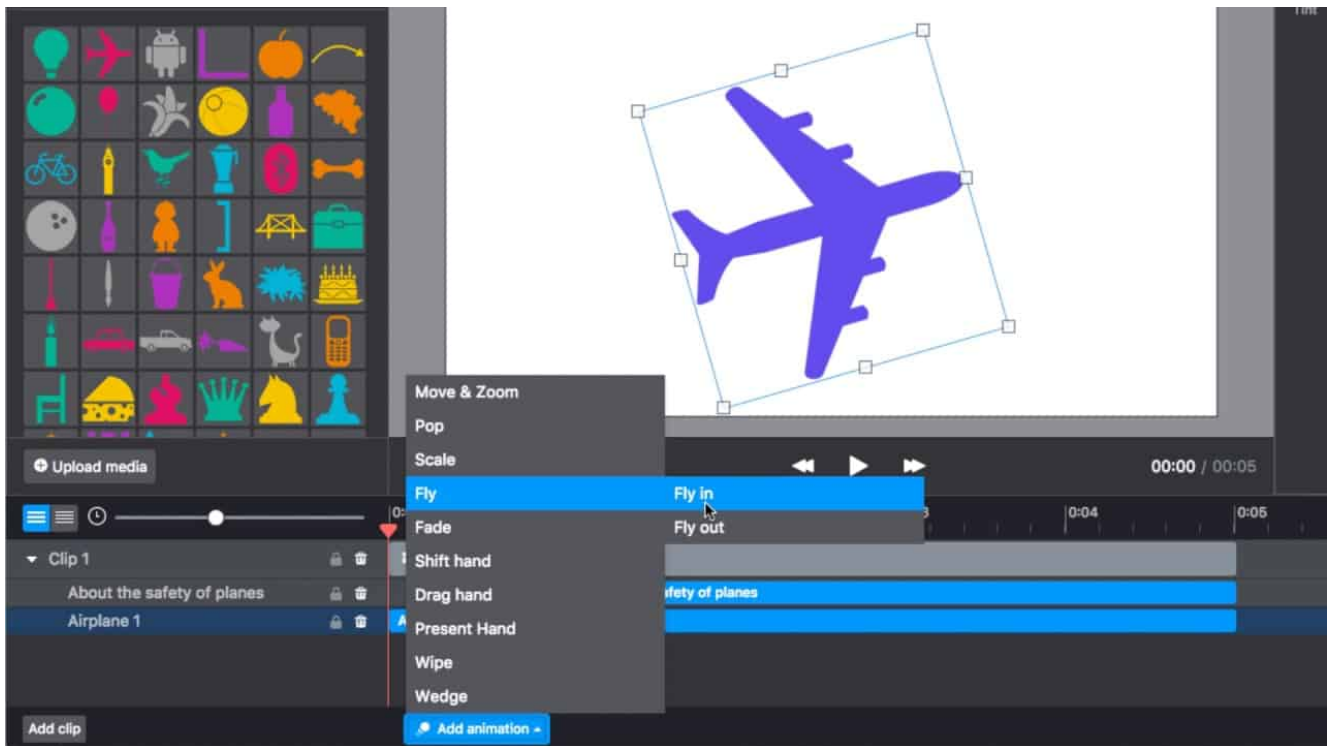 Tint
Move & Zoom
Pop
Upload media
Scale
00:00 / 00:05
Fly
Fly in
Fade
Fly out
0:04
0:05
Clip 1
Shift hand
About the safety of planes
Drag hand
fety of planes
Airplane 1
A
Present Hand
Wipe
Wedge
Add clip
Add animation